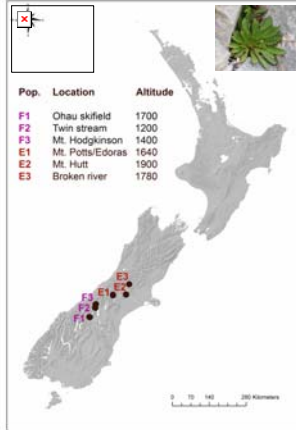 Pop. Location Altitude
F1 Ohau skifield 1700
F2 Twin stream 1200
F3 Mt. Hodgkinson 1400
E1 Mt. Potts/Edoras 1640
E2 Mt. Hutt 1900
E3 Broken river 1780
E3
E1 E2
F3
F2
F1
0 70 140 280 Kilometers